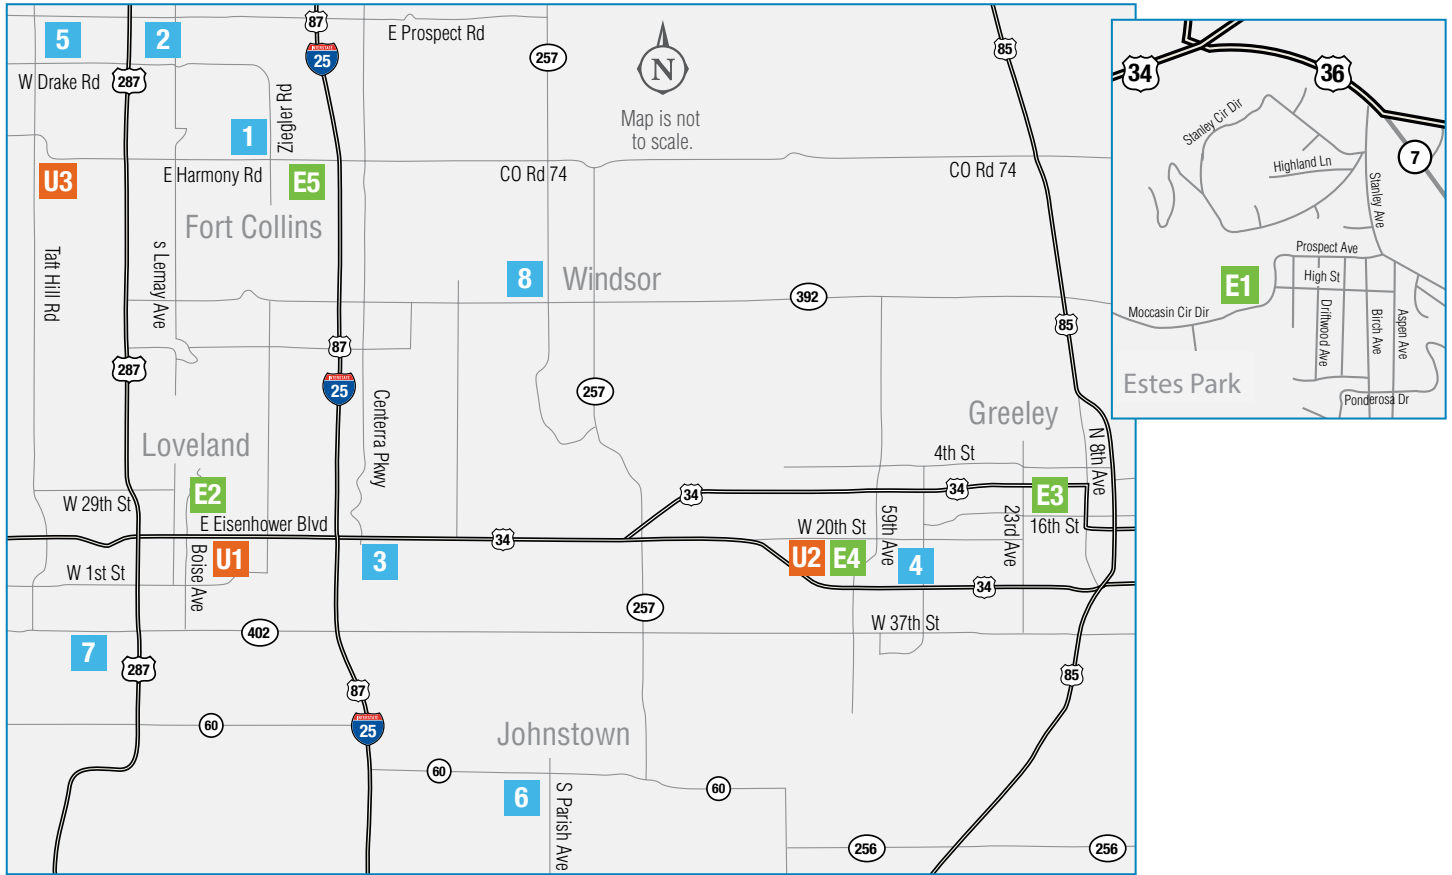 87
E Prospect Rd
5
2
25
257
85
W Drake Rd
287
N
Map is not
to scale.
Ziegler Rd
1
E Harmony Rd
CO Rd 74
CO Rd 74
U3
E5
Fort Collins
Taft Hill Rd
s Lemay Ave
8
Windsor
392
85
87
287
25
257
Centerra Pkwy
Greeley
N 8th Ave
Loveland
4th St
E2
W 29th St
34
34
E3
E Eisenhower Blvd
34
W 20th St
59th Ave
23rd Ave
16th St
U1
3
U2
E4
4
W 1st St
Boise Ave
34
257
402
W 37th St
7
287
85
87
60
25
Johnstown
60
60
6
S Parish Ave
256
256
34
36
7
Stanley Cir Dir
Highland Ln
Stanley Ave
Prospect Ave
High St
E1
Moccasin Cir Dir
Driftwood Ave
Birch Ave
Aspen Ave
Estes Park
Ponderosa Dr